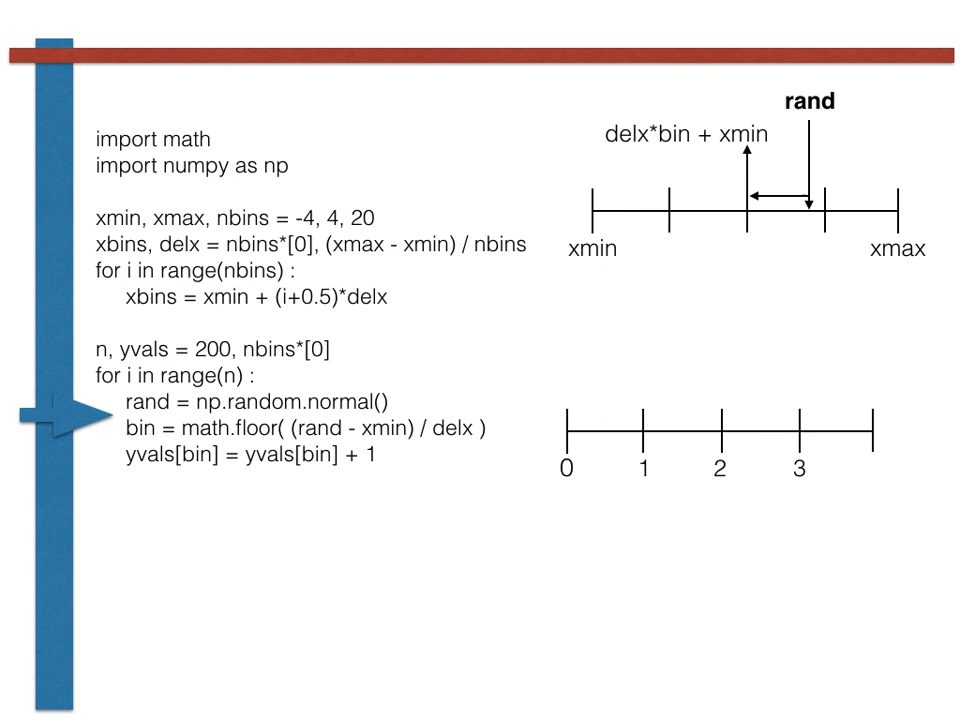 import math
import numpy as np
xmin, xmax, nbins = -4, 4, 20
xbins, delx = nbins*[0], (xmax - xmin) / nbins
for i in range(nbins) :
xbins = xmin + (i+0.5)*delx
n, yvals = 200, nbins*[0]
for i in range(n) :
rand = np.random.normal()
bin = math.floor( (rand - xmin) / delx )
yvals[bin] = yvals[bin] + 1
rand
delx*bin + xmin
xmin xmax
0 1 2 3